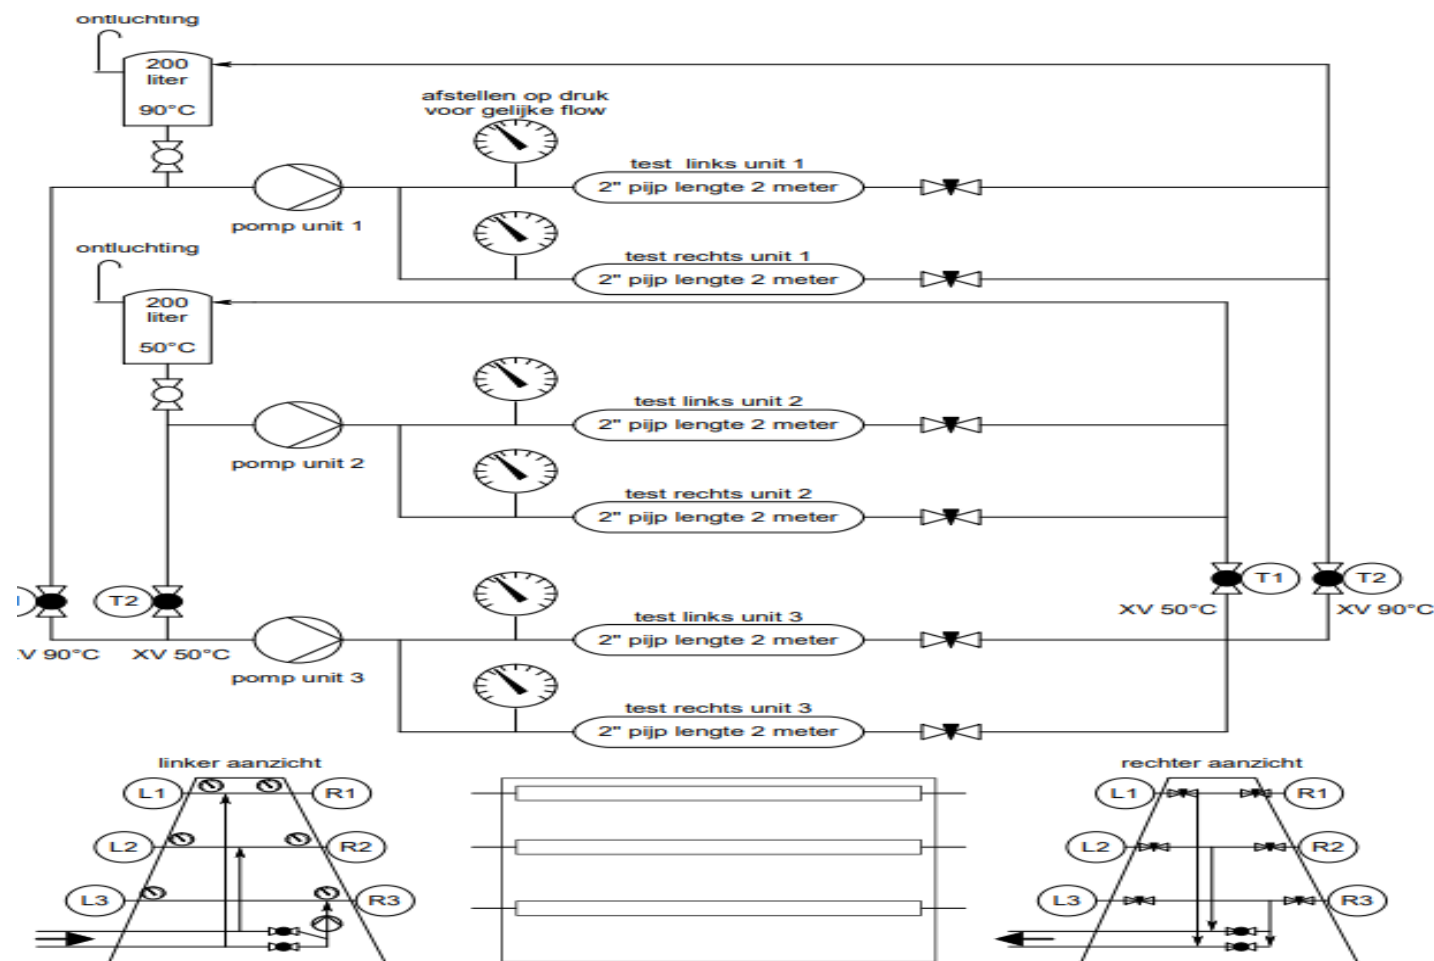 ontluchting
200
liter
90°C
afstellen op druk
voor gelijke flow
test links unit 1
2" pijp lengte 2 meter
pomp unit 1
test rechts unit 1
2" pijp lengte 2 meter
ontluchting
200
liter
50°C
test links unit 2
2" pijp lengte 2 meter
pomp unit 2
test rechts unit 2
2" pijp lengte 2 meter
T1
T2
XV 50°C
XV 90°C
T2
V 90°C
XV 50°C
test links unit 3
2" pijp lengte 2 meter
pomp unit 3
test rechts unit 3
2" pijp lengte 2 meter
linker aanzicht
L1
R1
L2
R2
L3
R3
rechter aanzicht
L1
R1
L2
R2
L3
R3